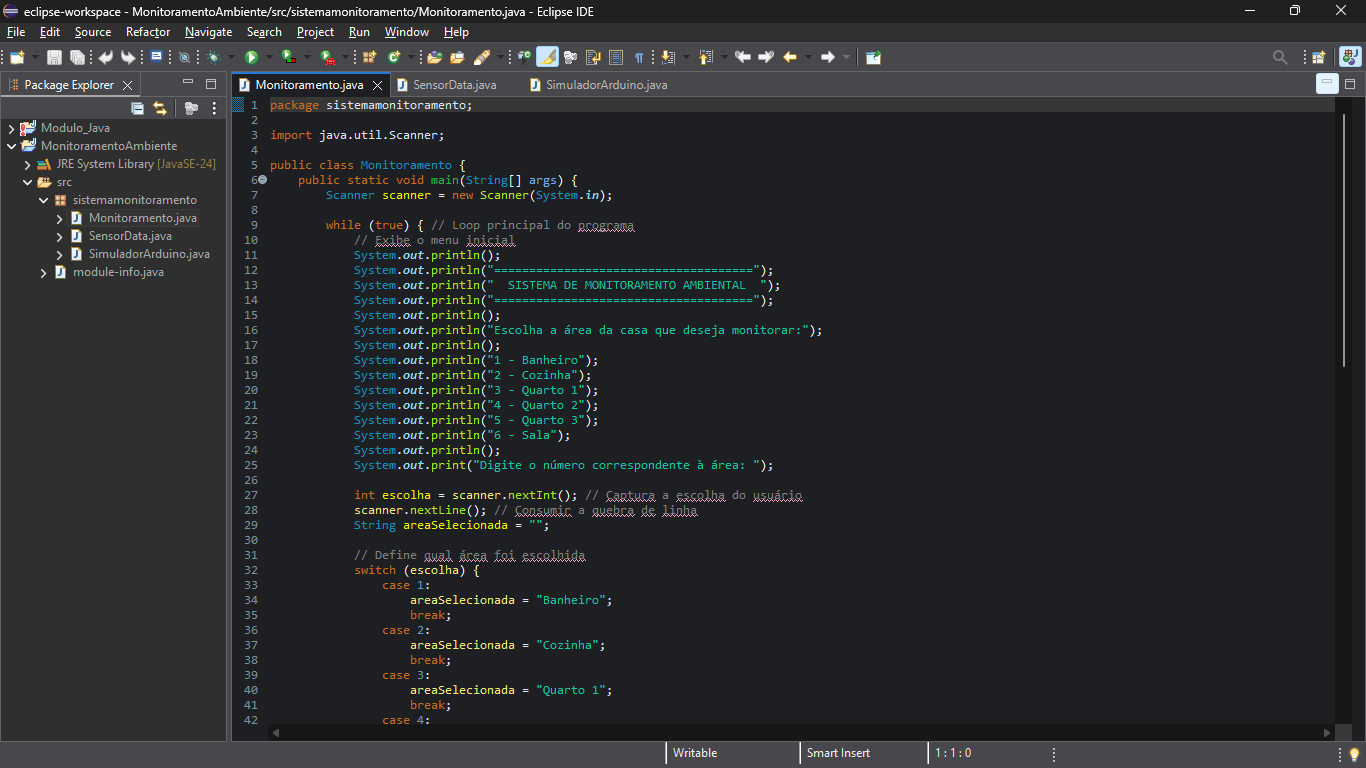 eclipse-workspace - MonitoramentoAmbiente/src/sistemamonitoramento/Monitoramento.java - Eclipse IDE
File Edit Source Refactor Navigate Search Project Run Window Help
Package Explorer
Modulo_Java
MonitoramentoAmbiente
JRE System Library [JavaSE-24]
src
sistemamonitoramento
Monitoramento.java
SensorData.java
SimuladorArduino.java
module-info.java
Monitoramento.java SensorData.java SimuladorArduino.java
1 package sistemamonitoramento;
2
3 import java.util.Scanner;
4
5 public class Monitoramento {
6 public static void main(String[] args) {
7 Scanner scanner = new Scanner(System.in);
8
9 while (true) { // Loop principal do programa
10 // Exibe o menu inicial
11 System.out.println();
12 System.out.println("=====================================");
13 System.out.println("  SISTEMA DE MONITORAMENTO AMBIENTAL  ");
14 System.out.println("=====================================");
15 System.out.println();
16 System.out.println("Escolha a área da casa que deseja monitorar:");
17 System.out.println();
18 System.out.println("1 - Banheiro");
19 System.out.println("2 - Cozinha");
20 System.out.println("3 - Quarto 1");
21 System.out.println("4 - Quarto 2");
22 System.out.println("5 - Quarto 3");
23 System.out.println("6 - Sala");
24 System.out.println();
25 System.out.print("Digite o número correspondente à área: ");
26
27 int escolha = scanner.nextInt(); // Captura a escolha do usuário
28 scanner.nextLine(); // Consumir a quebra de linha
29 String areaSelecionada = "";
30
31 // Define qual área foi escolhida
32 switch (escolha) {
33 case 1:
34 areaSelecionada = "Banheiro";
35 break;
36 case 2:
37 areaSelecionada = "Cozinha";
38 break;
39 case 3:
40 areaSelecionada = "Quarto 1";
41 break;
42 case 4:
Writable Smart Insert 1 : 1 : 0